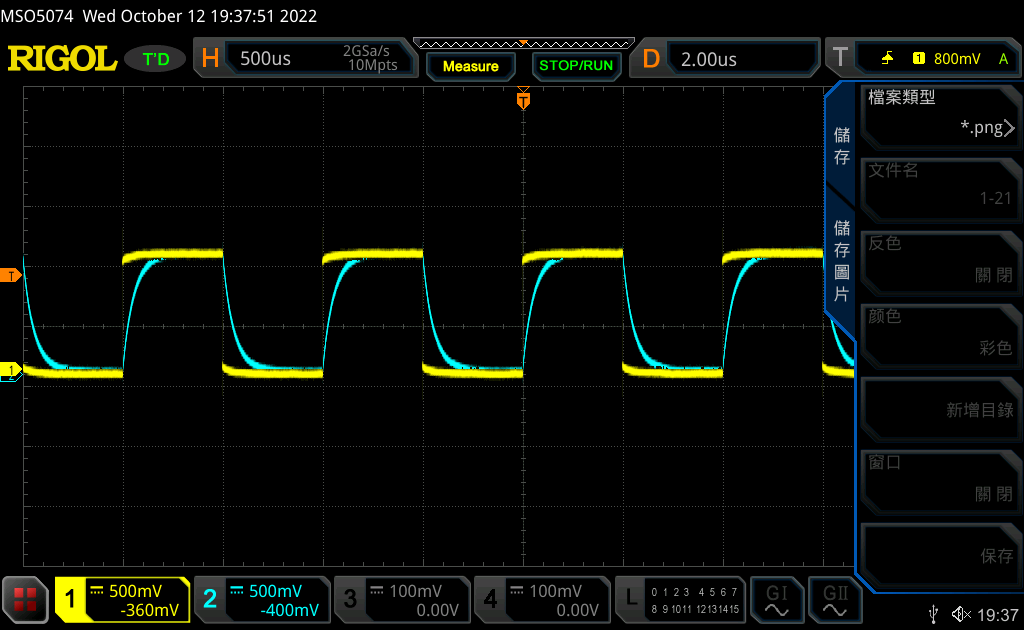 MSO5074 Wed October 12 19:37:51 2022
RIGOL T'D H 500us 2GSa/s 10Mpts Measure STOP/RUN D 2.00us T 1 800mV A
T
T
1
2
儲存
儲存圖片
檔案類型
*.png
文件名
1-21
反色
關 閉
颜色
彩色
新增目錄
窗口
關 閉
保存
1 500mV -360mV
2 500mV -400mV
3 100mV 0.00V
4 100mV 0.00V
L 0 1 2 3 4 5 6 7
8 9 10 11 12 13 14 15
GI
GII
19:37